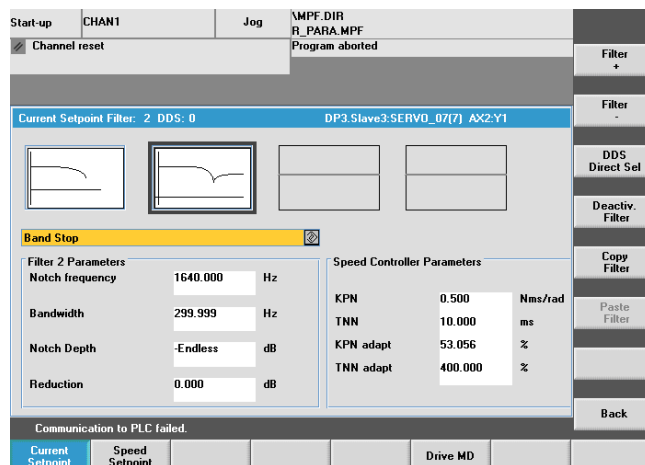 Start-up
CHAN1
Jog
\MPF.DIR
R_PARA.MPF
Channel reset
Program aborted
Filter
+
Current Setpoint Filter: 2 DDS: 0
DP3.Slave3:SERVO_07(7) AX2:Y1
Filter
-
DDS
Direct Sel
Deactiv.
Filter
Band Stop
Filter 2 Parameters
Notch frequency 1640.000 Hz
Bandwidth 299.999 Hz
Notch Depth -Endless dB
Reduction 0.000 dB
Speed Controller Parameters
KPN 0.500 Nms/rad
TNN 10.000 ms
KPN adapt 53.056 %
TNN adapt 400.000 %
Copy
Filter
Paste
Filter
Back
Communication to PLC failed.
Current
Setpoint
Speed
Setpoint
Drive MD